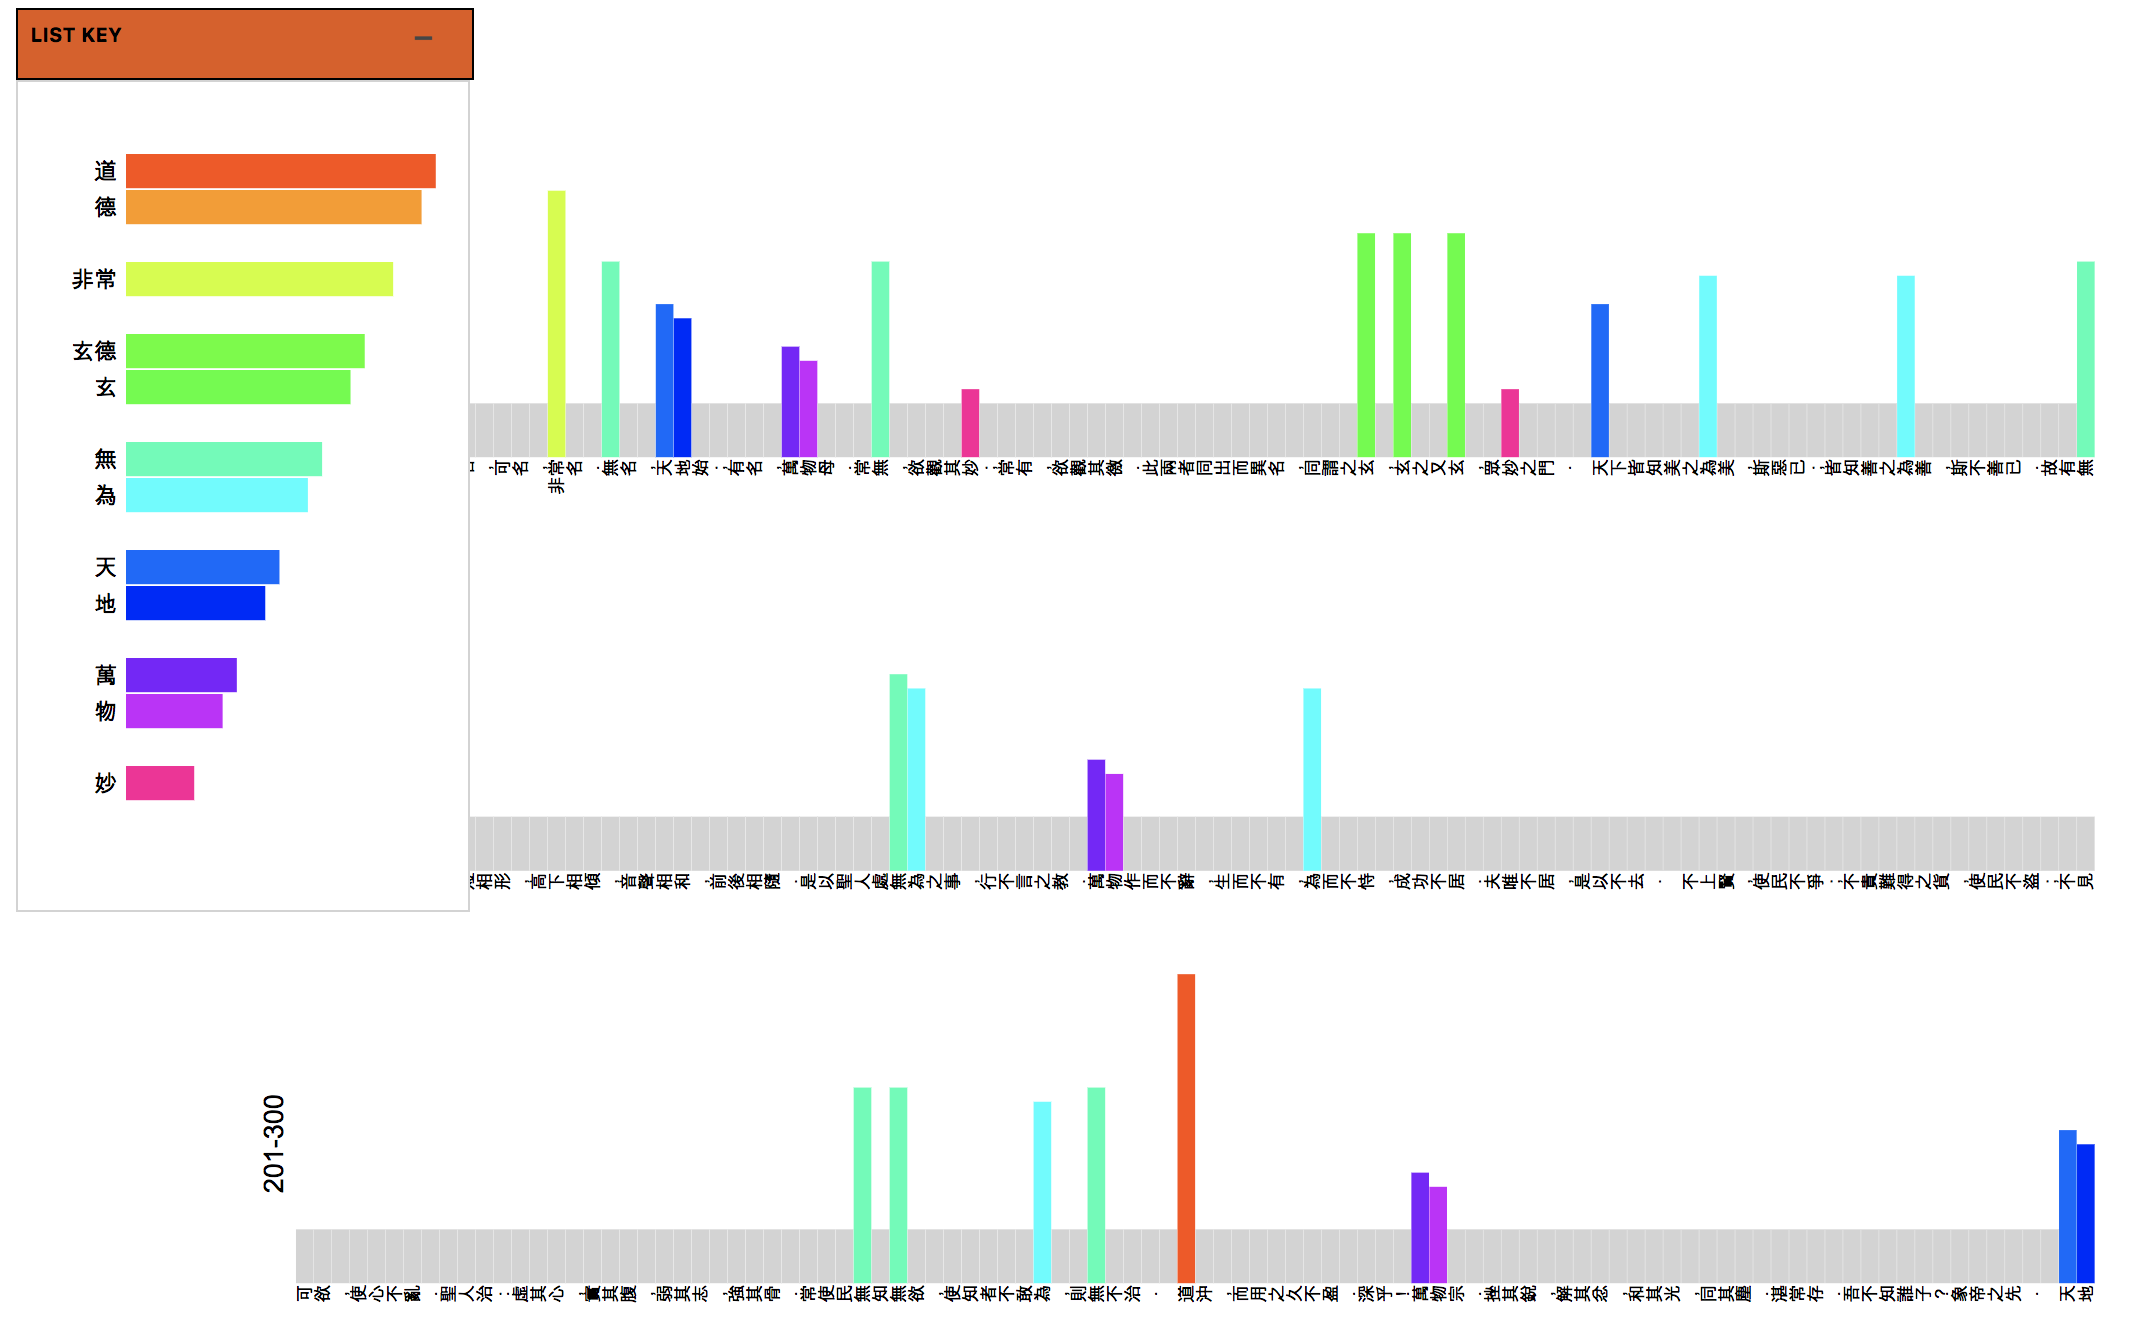 LIST KEY
道
德
非常
玄德
玄
無
為
天
地
萬
物
妙
可名,非常名.無名,天地始.,有名,萬物母.常無,欲觀其妙.,常有,欲觀其徼.此兩者同出而異名,同謂之玄.玄之又玄,眾妙之門.天下皆知美之為美,斯惡已.,皆知善之為善,斯不善已.故有無
相形,高下相傾,音聲相和,前後相隨.是以聖人處無為之事,行不言之教.萬物作而不辭,生而不有,為而不恃,成功不居.夫唯不居,是以不去.不上賢,使民不爭.,不貴難得之貨,使民不盜.,不見
201-300
可欲,使心不亂.聖人治.,虛其心,實其腹,弱其志,強其骨.常使民無知無欲,使知者不敢為,則無不治.道沖,而用之久不盈.深乎!萬物宗.挫其銳,解其忿,和其光,同其塵.湛常存.吾不知誰子?象帝之先.天地